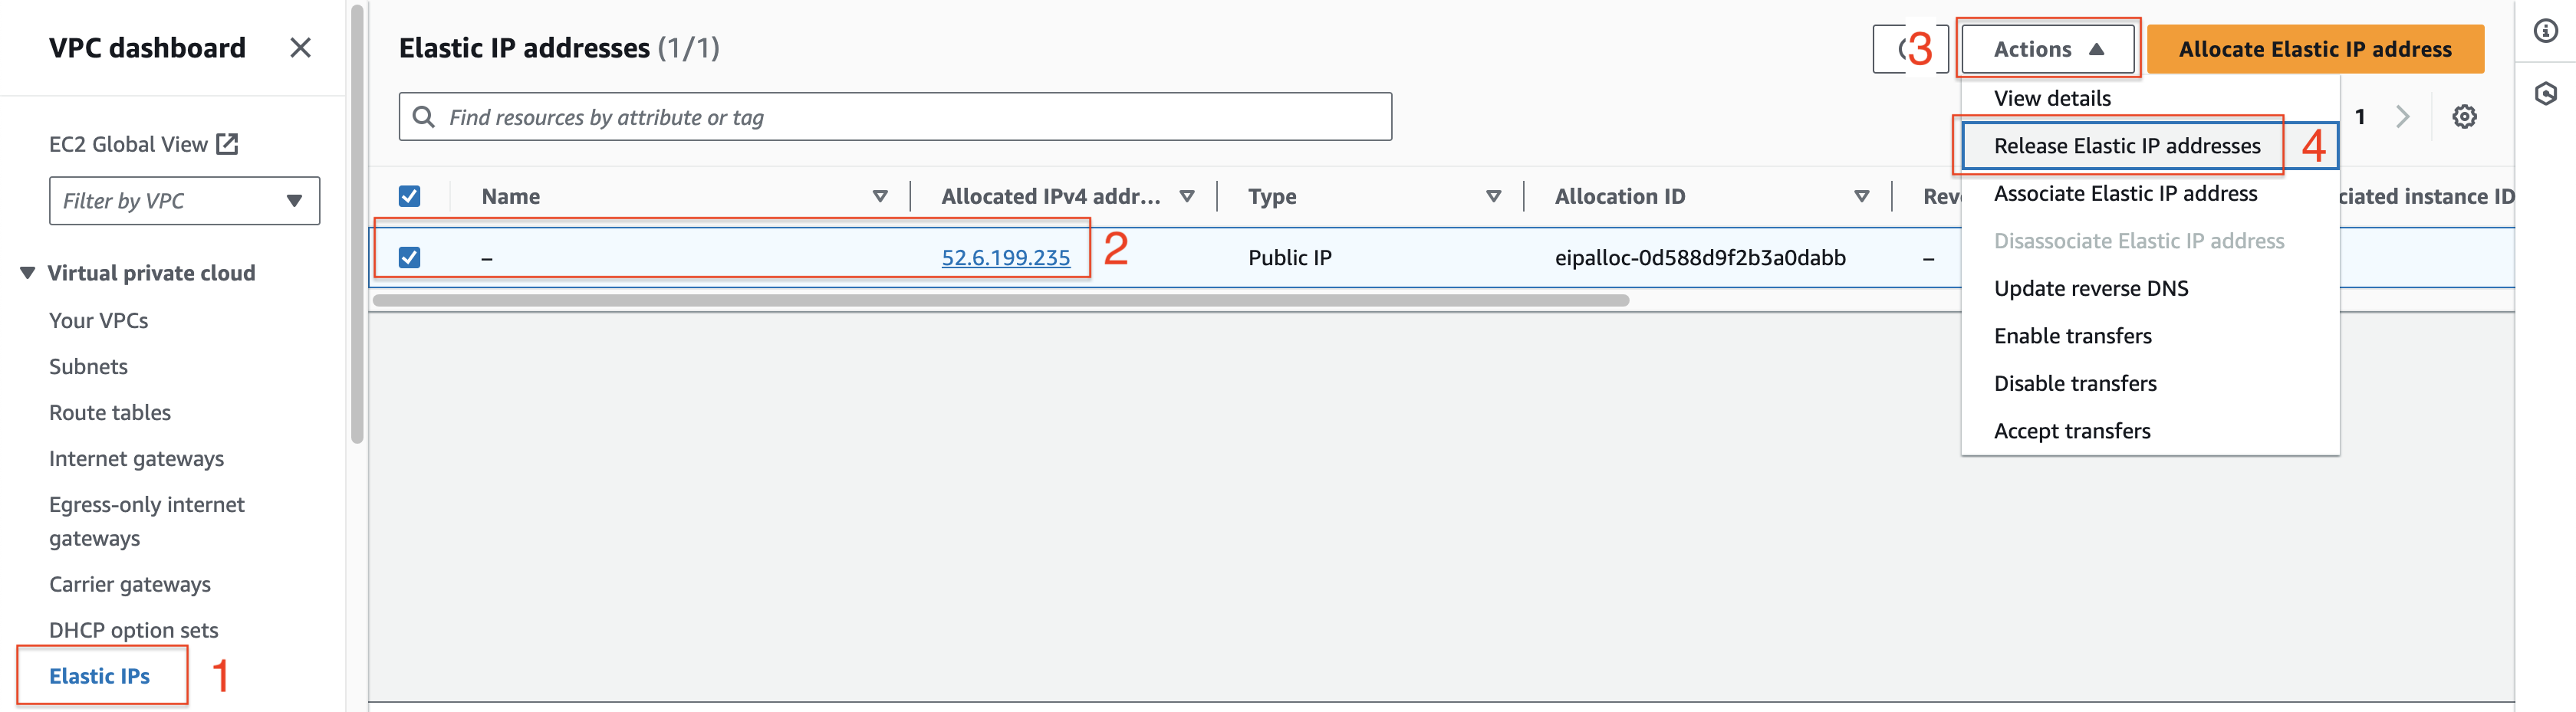 VPC dashboard
EC2 Global View
Filter by VPC
Virtual private cloud
Your VPCs
Subnets
Route tables
Internet gateways
Egress-only internet
gateways
Carrier gateways
DHCP option sets
Elastic IPs 1
Elastic IP addresses (1/1)
3 Actions Allocate Elastic IP address
Find resources by attribute or tag
1
Name Allocated IPv4 addr... Type Allocation ID
instance ID
– 52.6.199.235 2 Public IP eipalloc-0d588d9f2b3a0dabb –
View details
Release Elastic IP addresses 4
Associate Elastic IP address
Disassociate Elastic IP address
Update reverse DNS
Enable transfers
Disable transfers
Accept transfers